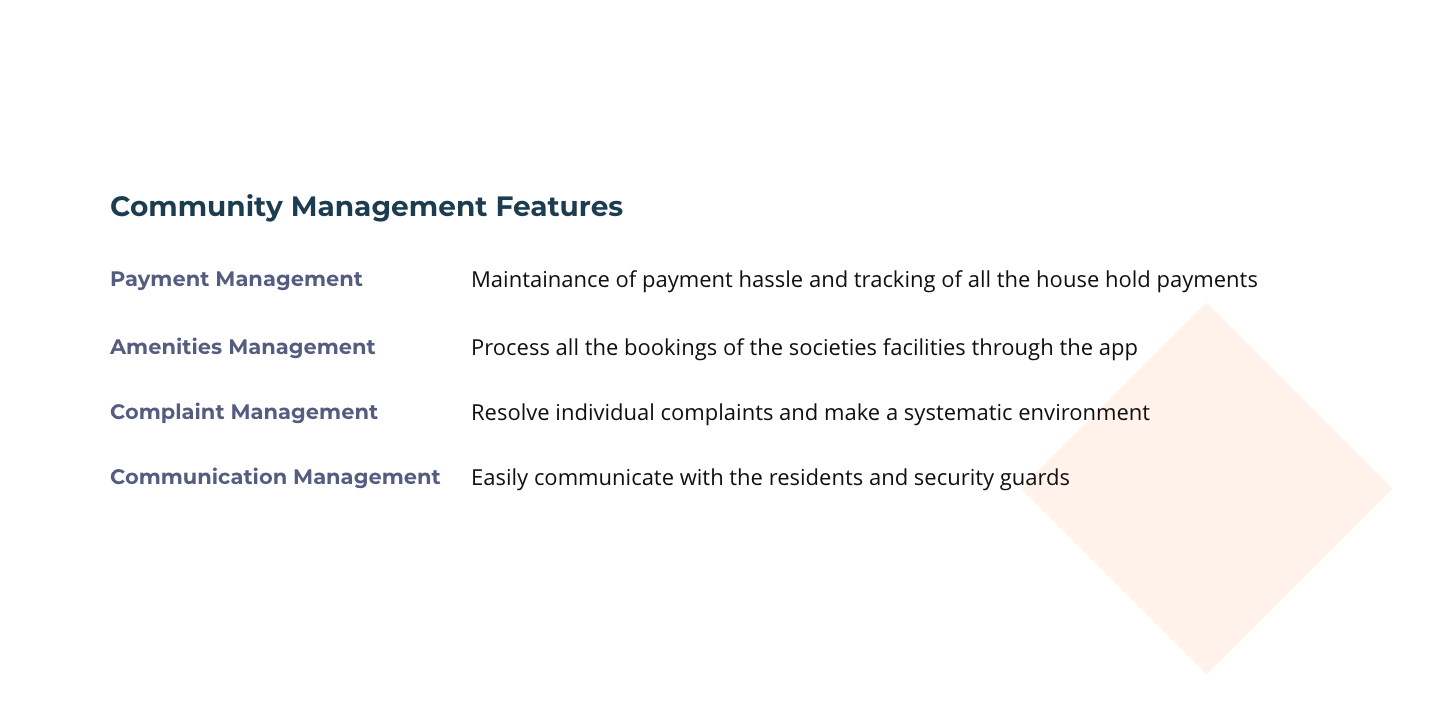 Community Management Features
Payment Management Maintainance of payment hassle and tracking of all the house hold payments
Amenities Management Process all the bookings of the societies facilities through the app
Complaint Management Resolve individual complaints and make a systematic environment
Communication Management Easily communicate with the residents and security guards